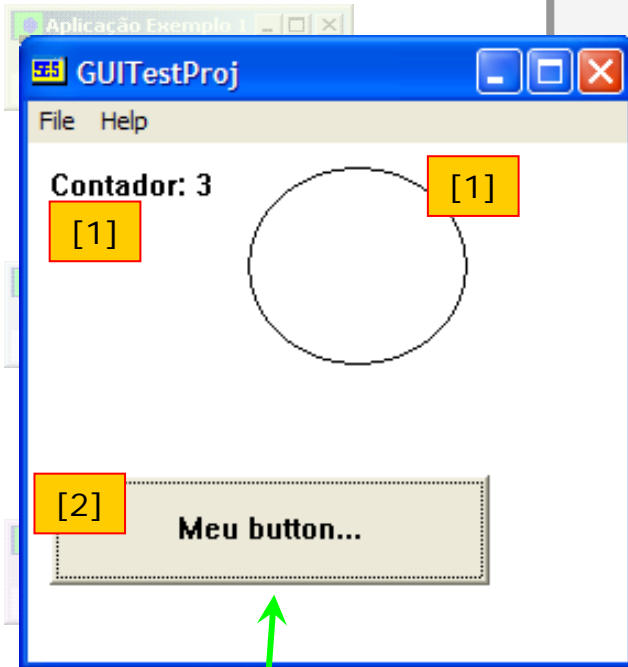 Aplicação Exemplo 1
GUITestProj
File Help
Contador: 3
[1]
[1]
[2]
Meu button...